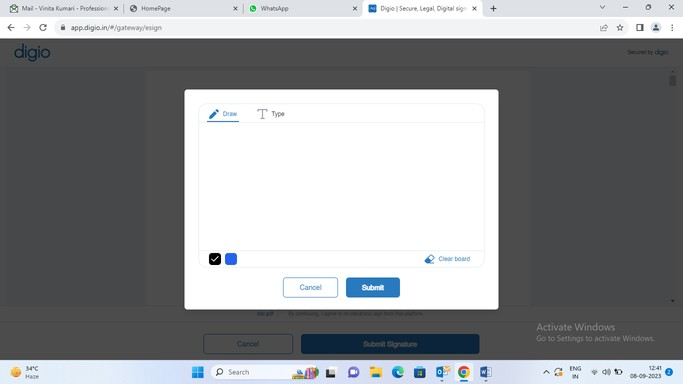 Mail - Vinita Kumari - Profession
HomePage
WhatsApp
Digio | Secure, Legal, Digital sign
app.digio.in/#/gateway/esign
digio
Secured by digio
Draw
Type
Clear board
Cancel
Submit
Cancel
Submit Signature
Activate Windows
Go to Settings to activate Windows.
34°C
Haze
Search
ENG
IN
12:41
08-09-2023
2